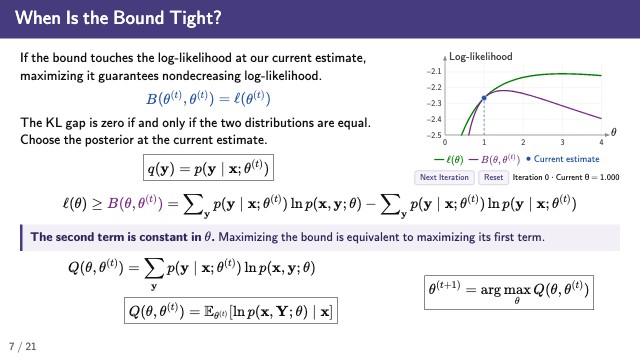 When Is the Bound Tight?
If the bound touches the log-likelihood at our current estimate,
maximizing it guarantees nondecreasing log-likelihood.
B(θ^(t), θ^(t)) = ℓ(θ^(t))
The KL gap is zero if and only if the two distributions are equal.
Choose the posterior at the current estimate.
q(y) = p(y | x; θ^(t))
Log-likelihood
−2.1
−2.2
−2.3
−2.4
−2.5
0 1 2 3 4 θ
ℓ(θ) B(θ, θ^(t)) Current estimate
Next Iteration Reset Iteration 0 · Current θ = 1.000
ℓ(θ) ≥ B(θ, θ^(t)) = ∑_y p(y | x; θ^(t)) ln p(x, y; θ) − ∑_y p(y | x; θ^(t)) ln p(y | x; θ^(t))
The second term is constant in θ. Maximizing the bound is equivalent to maximizing its first term.
Q(θ, θ^(t)) = ∑_y p(y | x; θ^(t)) ln p(x, y; θ)
Q(θ, θ^(t)) = 𝔼_θ^(t)[ln p(x, Y; θ) | x]
θ^(t+1) = arg max_θ Q(θ, θ^(t))
7 / 21